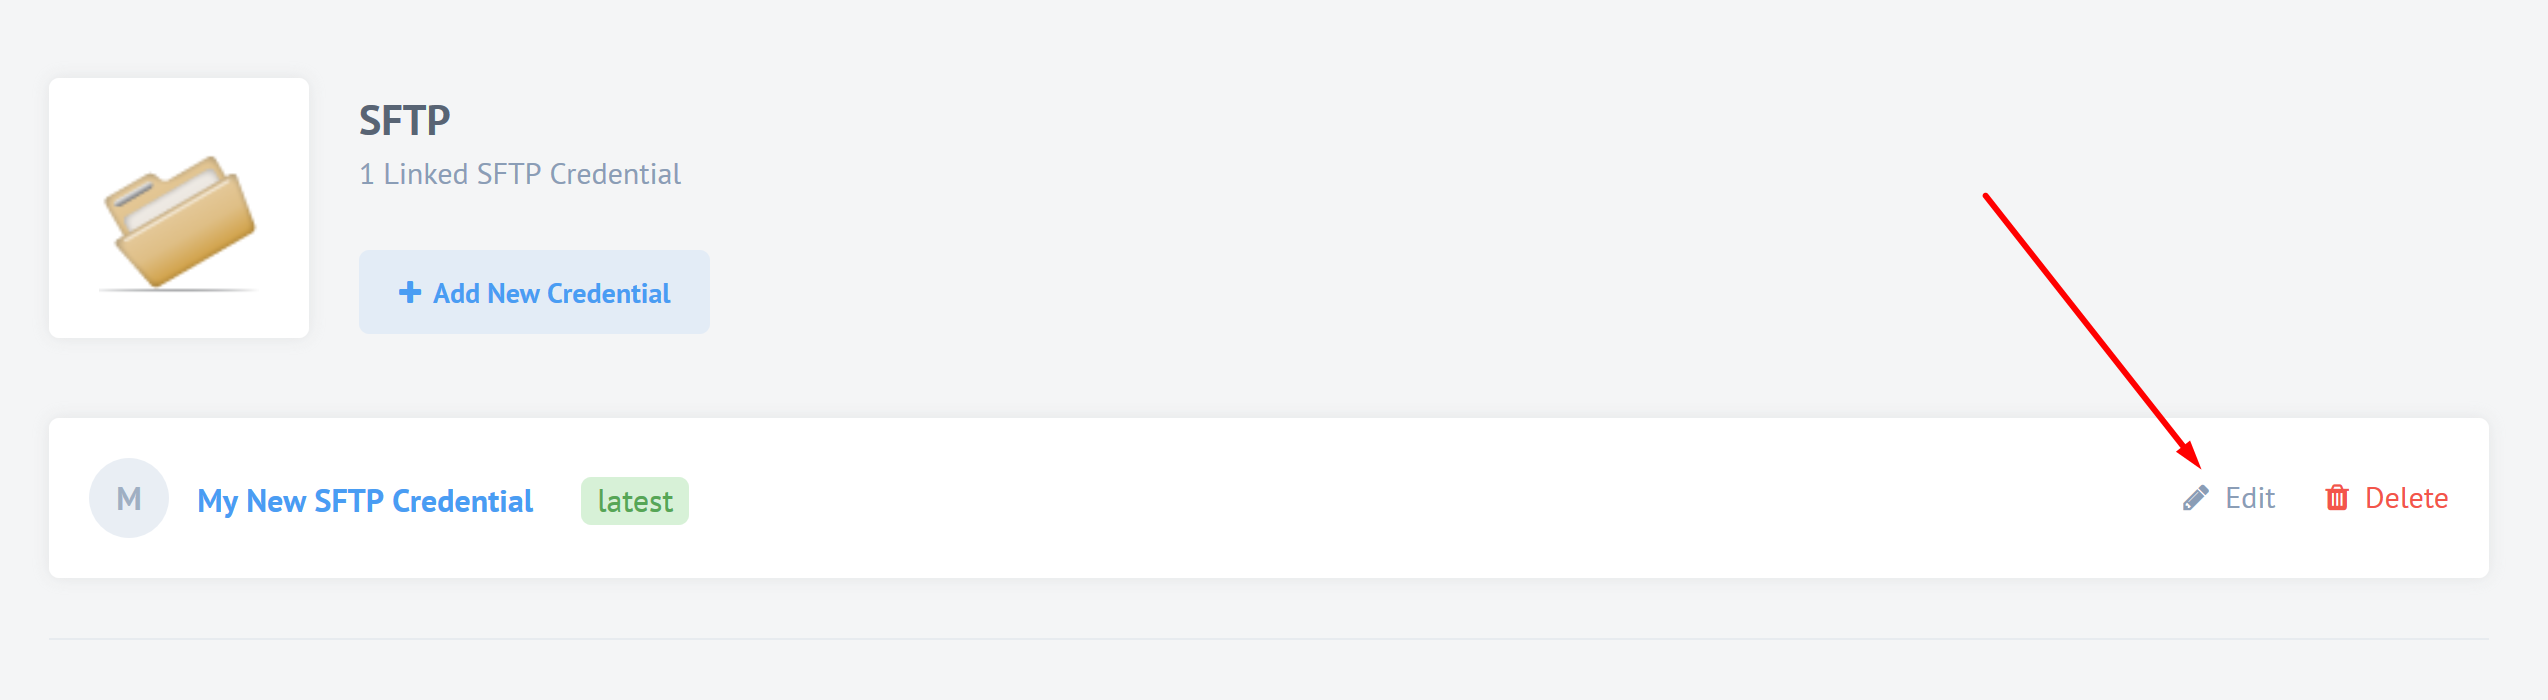 SFTP
1 Linked SFTP Credential
Add New Credential
M My New SFTP Credential latest Edit Delete